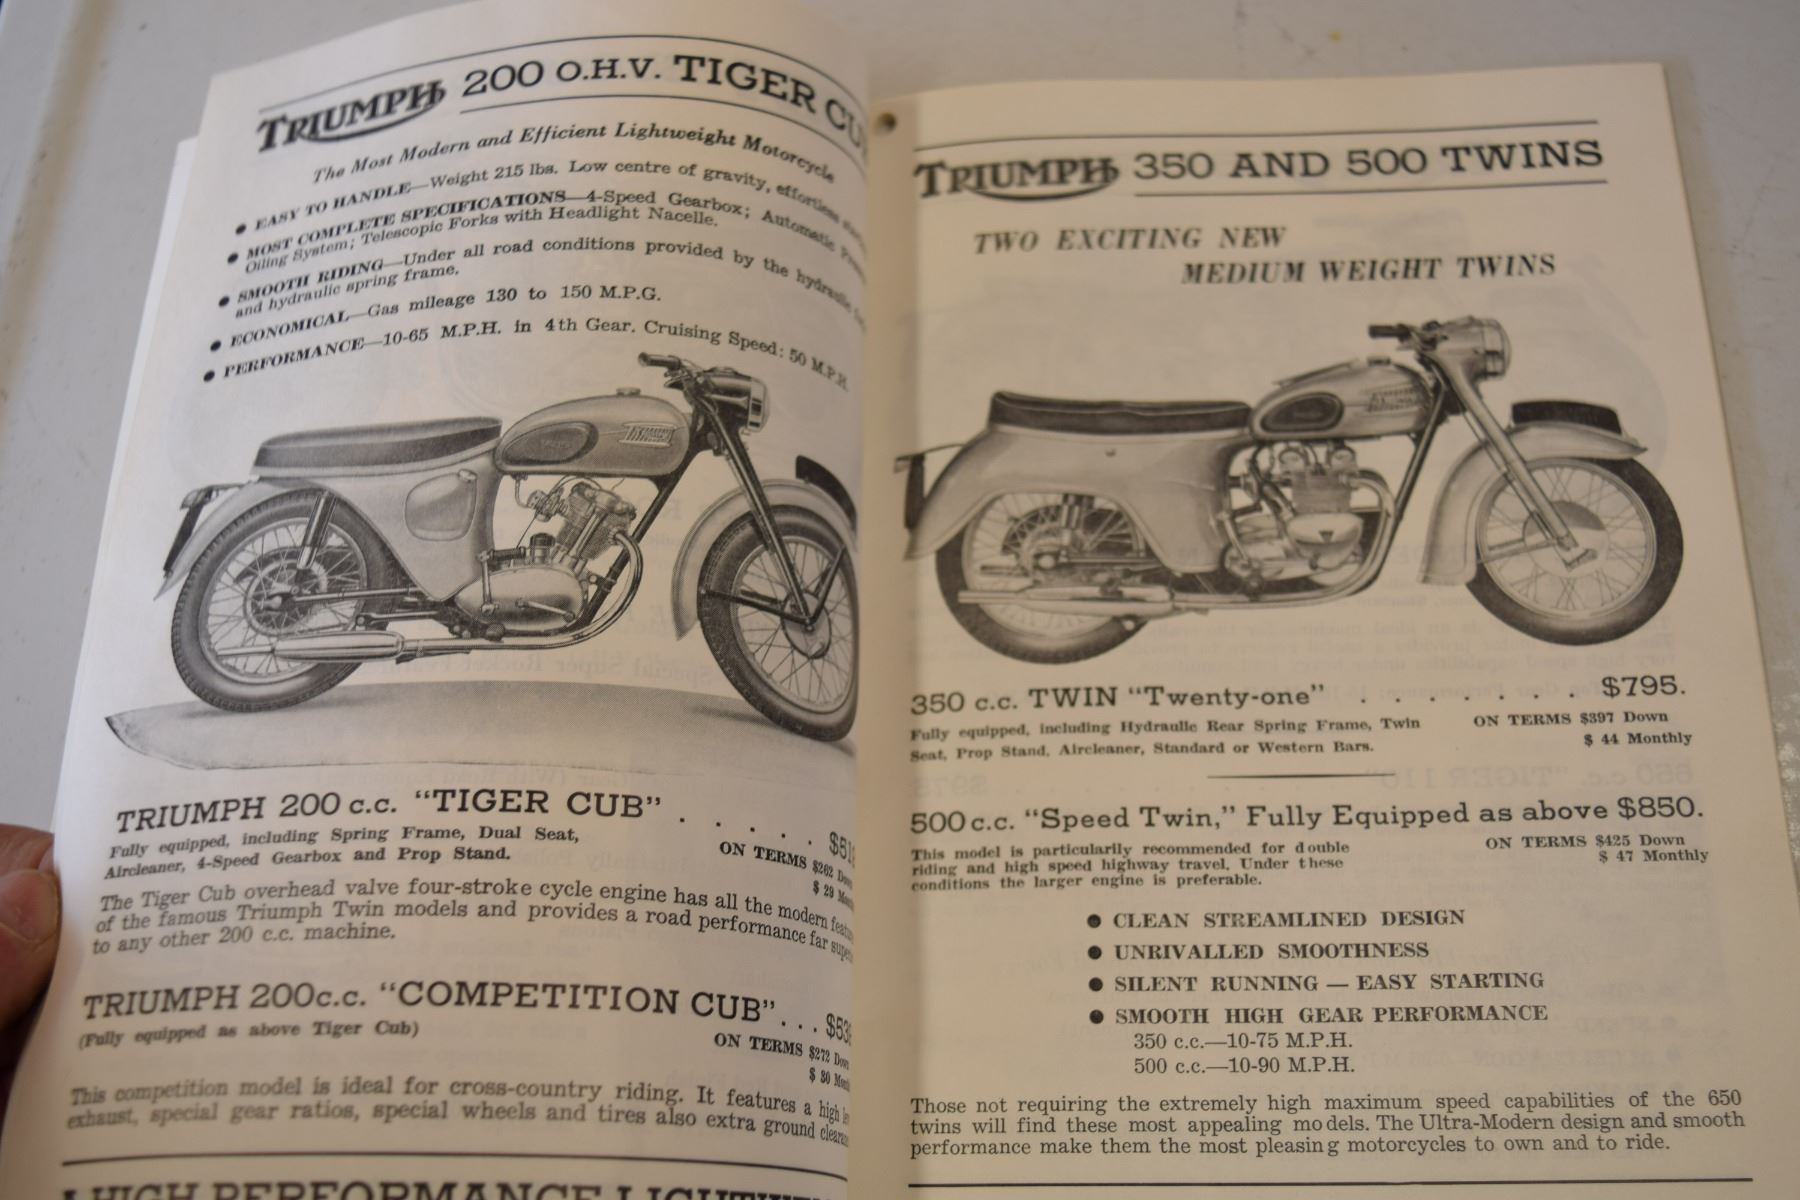 TRIUMPH 200 O.H.V. TIGER
The Most Modern and Efficient Lightweight Motorcycle
● EASY TO HANDLE—Weight 215 lbs. Low centre of gravity, effortless
● MOST COMPLETE SPECIFICATIONS—4-Speed Gearbox; Automatic
Oiling System; Telescopic Forks with Headlight Nacelle.
● SMOOTH RIDING—Under all road conditions provided by the hydraulic
and hydraulic spring frame.
● ECONOMICAL—Gas mileage 130 to 150 M.P.G.
● PERFORMANCE—10-65 M.P.H. in 4th Gear. Cruising Speed: 50 M.P.H.
TRIUMPH
TRIUMPH 200 c.c. "TIGER CUB" . . . .
Fully equipped, including Spring Frame, Dual Seat,
Aircleaner, 4-Speed Gearbox and Prop Stand.
ON TERMS $262
$ 29
The Tiger Cub overhead valve four-stroke cycle engine has all the modern
of the famous Triumph Twin models and provides a road performance far
to any other 200 c.c. machine.
TRIUMPH 200c.c. "COMPETITION CUB" . . .
(Fully equipped as above Tiger Cub)
ON TERMS $272
$ 30
This competition model is ideal for cross-country riding. It features a high
exhaust, special gear ratios, special wheels and tires also extra ground
HIGH PERFORMANCE
TRIUMPH 350 AND 500 TWINS
TWO EXCITING NEW
MEDIUM WEIGHT TWINS
350 c.c. TWIN "Twenty-one" . . . . . . . $795.
Fully equipped, including Hydraulic Rear Spring Frame, Twin
Seat, Prop Stand, Aircleaner, Standard or Western Bars.
ON TERMS $397 Down
$ 44 Monthly
500 c.c. "Speed Twin," Fully Equipped as above $850.
This model is particularily recommended for double
riding and high speed highway travel. Under these
conditions the larger engine is preferable.
ON TERMS $425 Down
$ 47 Monthly
● CLEAN STREAMLINED DESIGN
● UNRIVALLED SMOOTHNESS
● SILENT RUNNING — EASY STARTING
● SMOOTH HIGH GEAR PERFORMANCE
350 c.c.—10-75 M.P.H.
500 c.c.—10-90 M.P.H.
Those not requiring the extremely high maximum speed capabilities of the 650
twins will find these most appealing models. The Ultra-Modern design and smooth
performance make them the most pleasing motorcycles to own and to ride.